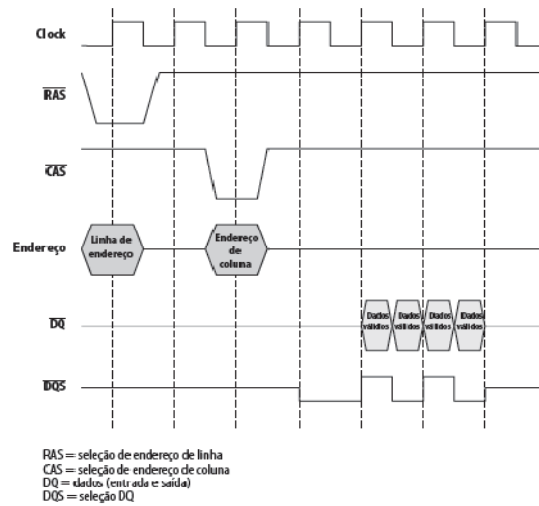 Clock
RAS
CAS
Endereço
Linha de
endereço
Endereço
de
coluna
DQ
Dados
válidos
Dados
válidos
Dados
válidos
Dados
válidos
DQS
RAS = seleção de endereço de linha
CAS = seleção de endereço de coluna
DQ = dados (entrada e saída)
DQS = seleção DQ